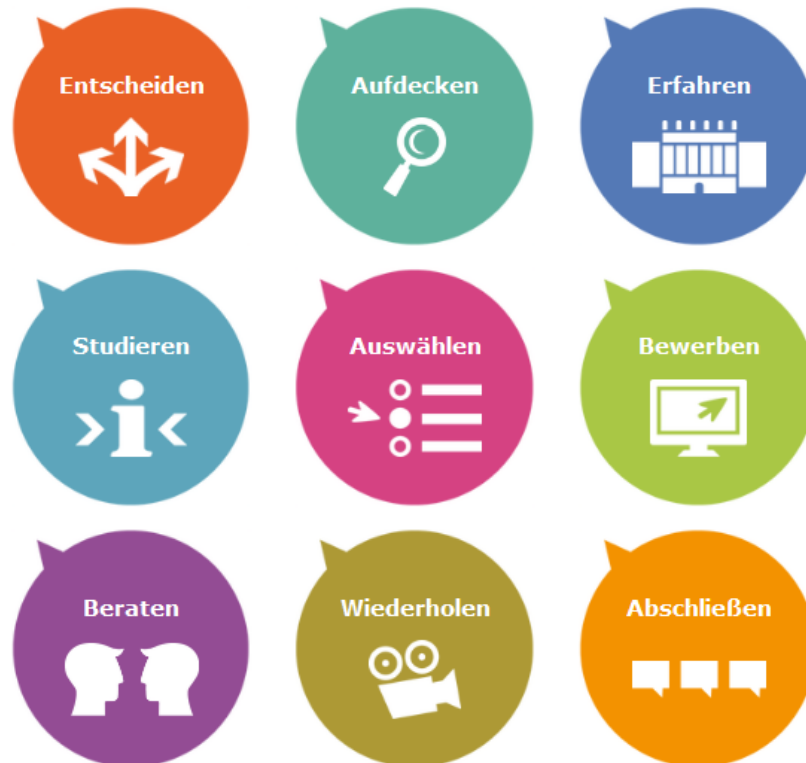 Entscheiden
Aufdecken
Erfahren
Studieren
Auswählen
Bewerben
Beraten
Wiederholen
Abschließen